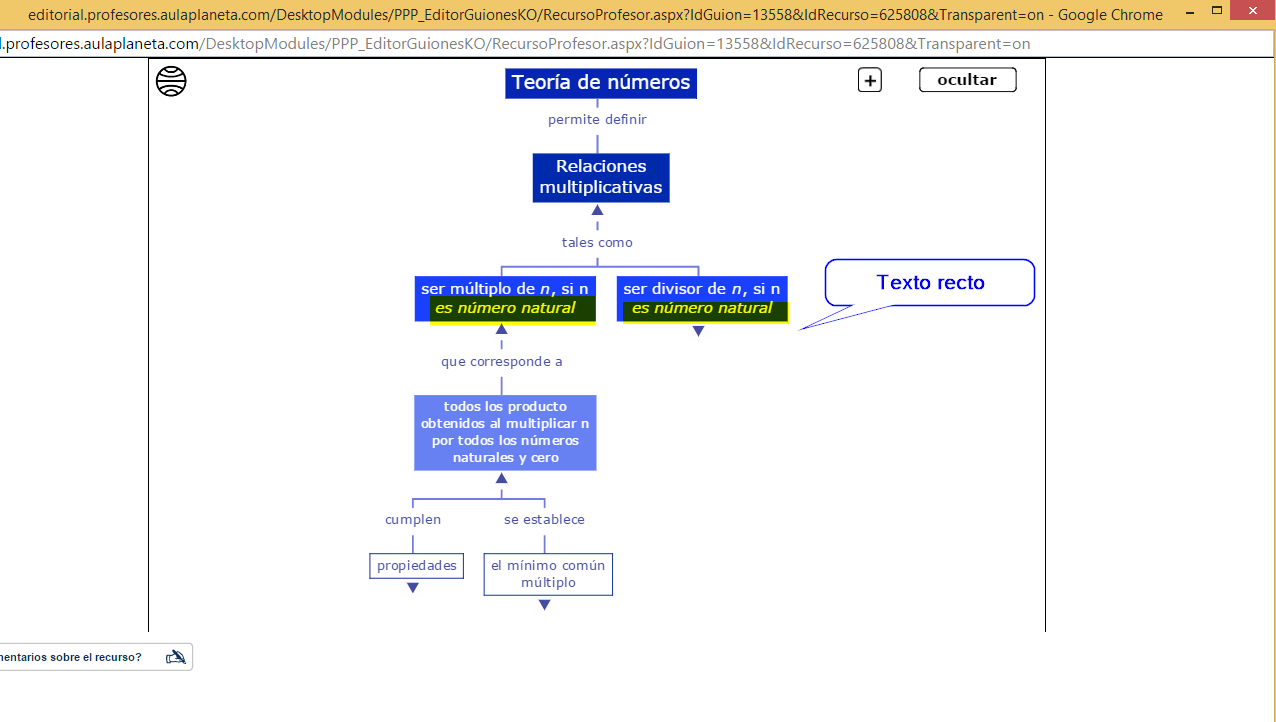 editorial.profesores.aulaplaneta.com/DesktopModules/PPP_EditorGuionesKO/RecursoProfesor.aspx?IdGuion=13558&IdRecurso=625808&Transparent=on - Google Chrome
l.profesores.aulaplaneta.com/DesktopModules/PPP_EditorGuionesKO/RecursoProfesor.aspx?IdGuion=13558&IdRecurso=625808&Transparent=on
Teoría de números
+
ocultar
permite definir
Relaciones
multiplicativas
tales como
ser múltiplo de n, si n
es número natural
ser divisor de n, si n
es número natural
Texto recto
que corresponde a
todos los producto
obtenidos al multiplicar n
por todos los números
naturales y cero
cumplen
se establece
propiedades
el mínimo común
múltiplo
nentarios sobre el recurso?